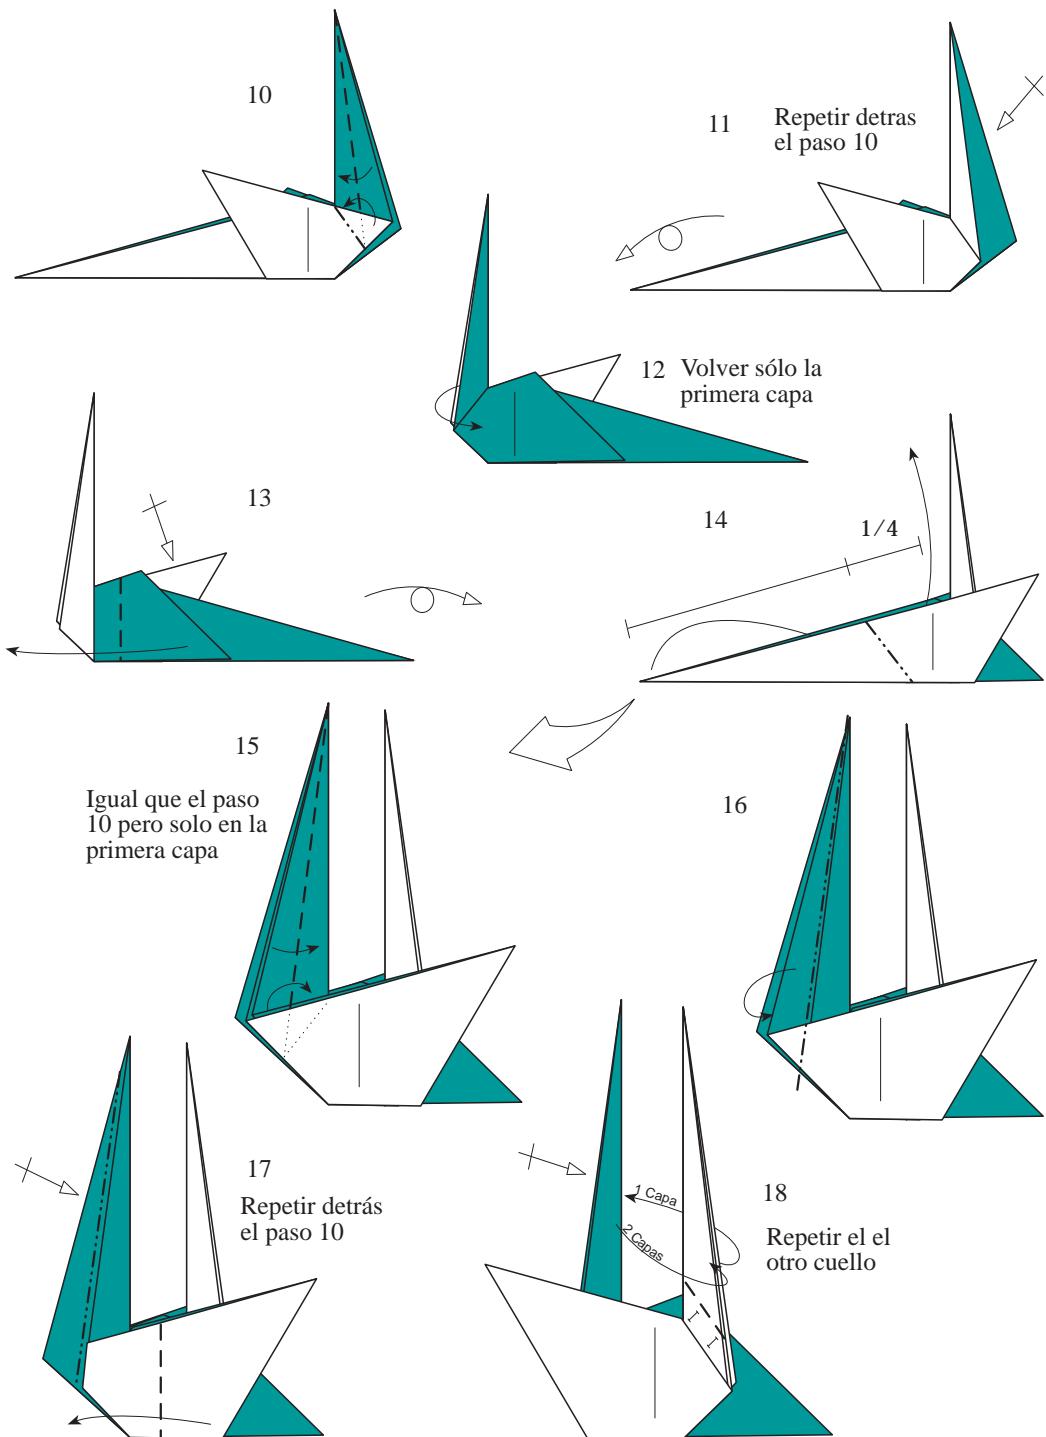 10
11
Repetir detras
el paso 10
12
Volver sólo la
primera capa
13
14
1/4
15
Igual que el paso
10 pero solo en la
primera capa
16
17
Repetir detrás
el paso 10
1 Capa
2 Capas
18
Repetir el el
otro cuello